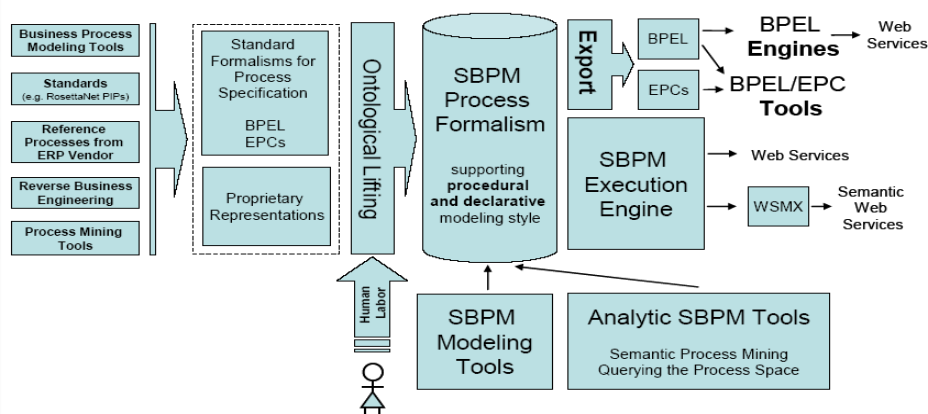 Business Process
Modeling Tools
Standards
(e.g. RosettaNet PIPs)
Reference
Processes from
ERP Vendor
Reverse Business
Engineering
Process Mining
Tools
Standard
Formalisms for
Process
Specification
BPEL
EPCs
Proprietary
Representations
Ontological Lifting
Human
Labor
SBPM
Process
Formalism
supporting
procedural
and declarative
modeling style
Export
BPEL
EPCs
BPEL
Engines
Web
Services
BPEL/EPC
Tools
SBPM
Execution
Engine
Web Services
WSMX
Semantic
Web
Services
SBPM
Modeling
Tools
Analytic SBPM Tools
Semantic Process Mining
Querying the Process Space